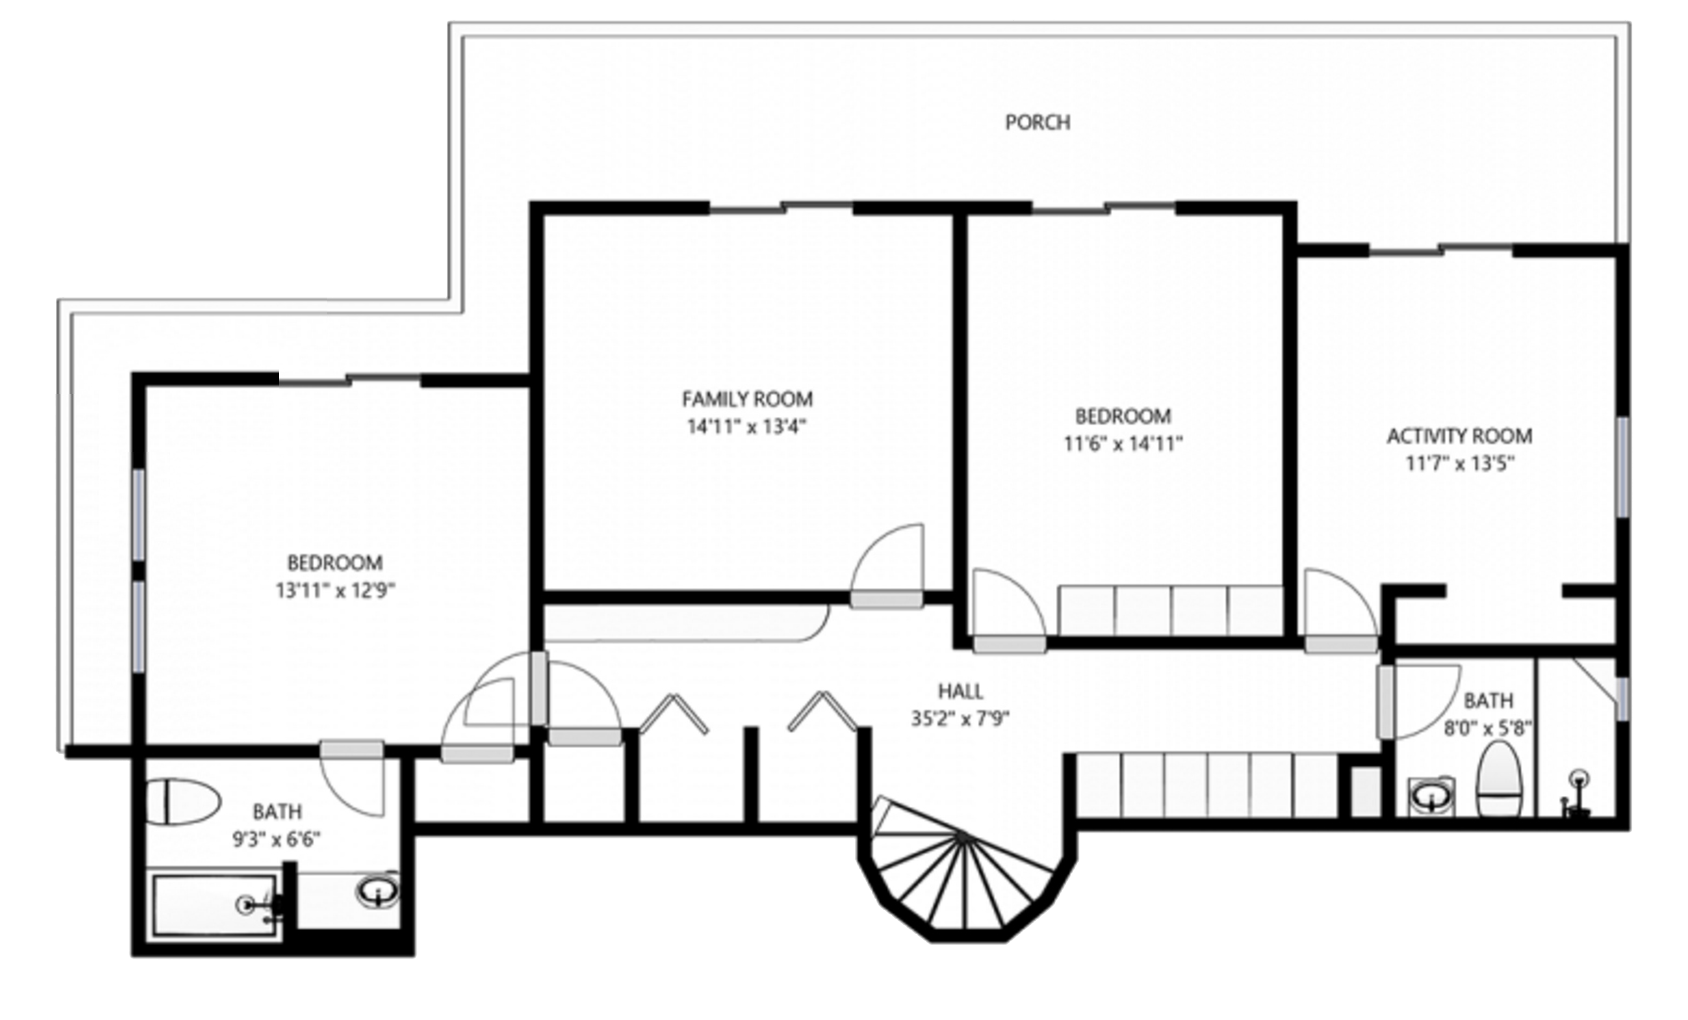 PORCH
FAMILY ROOM
14'11" x 13'4"
BEDROOM
11'6" x 14'11"
ACTIVITY ROOM
11'7" x 13'5"
BEDROOM
13'11" x 12'9"
HALL
35'2" x 7'9"
BATH
8'0" x 5'8"
BATH
9'3" x 6'6"